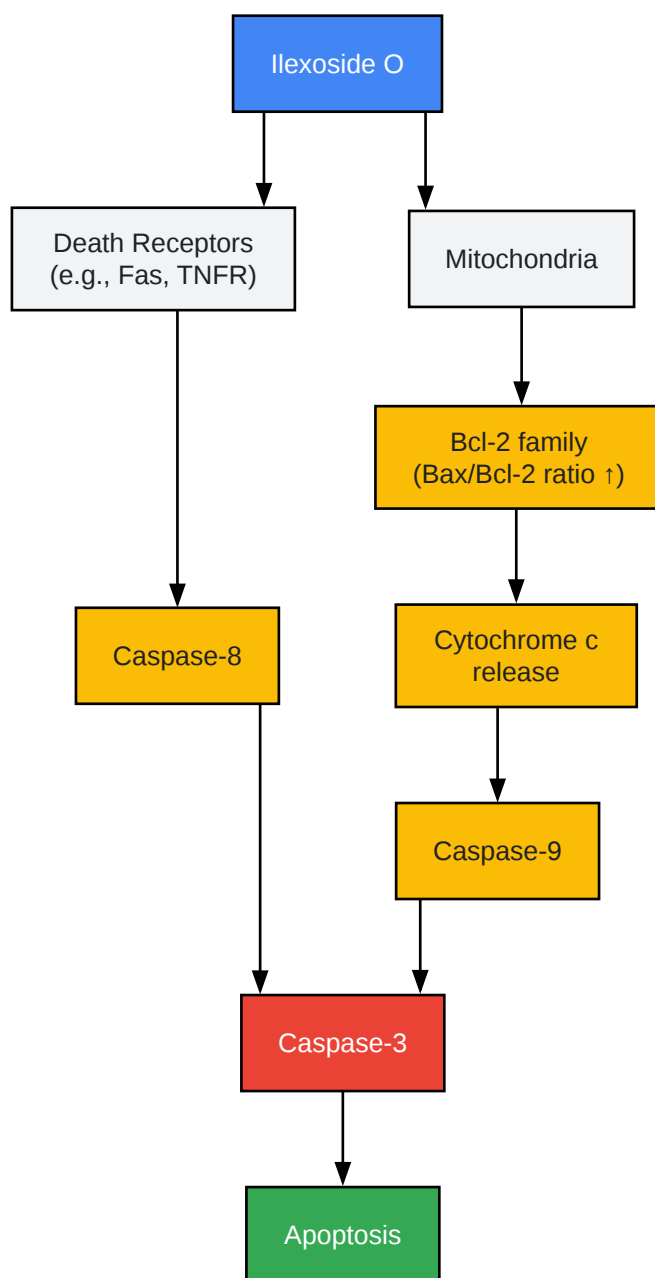 Ilexoside O
Death Receptors
(e.g., Fas, TNFR)
Mitochondria
Bcl-2 family
(Bax/Bcl-2 ratio ↑)
Cytochrome c
release
Caspase-8
Caspase-9
Caspase-3
Apoptosis